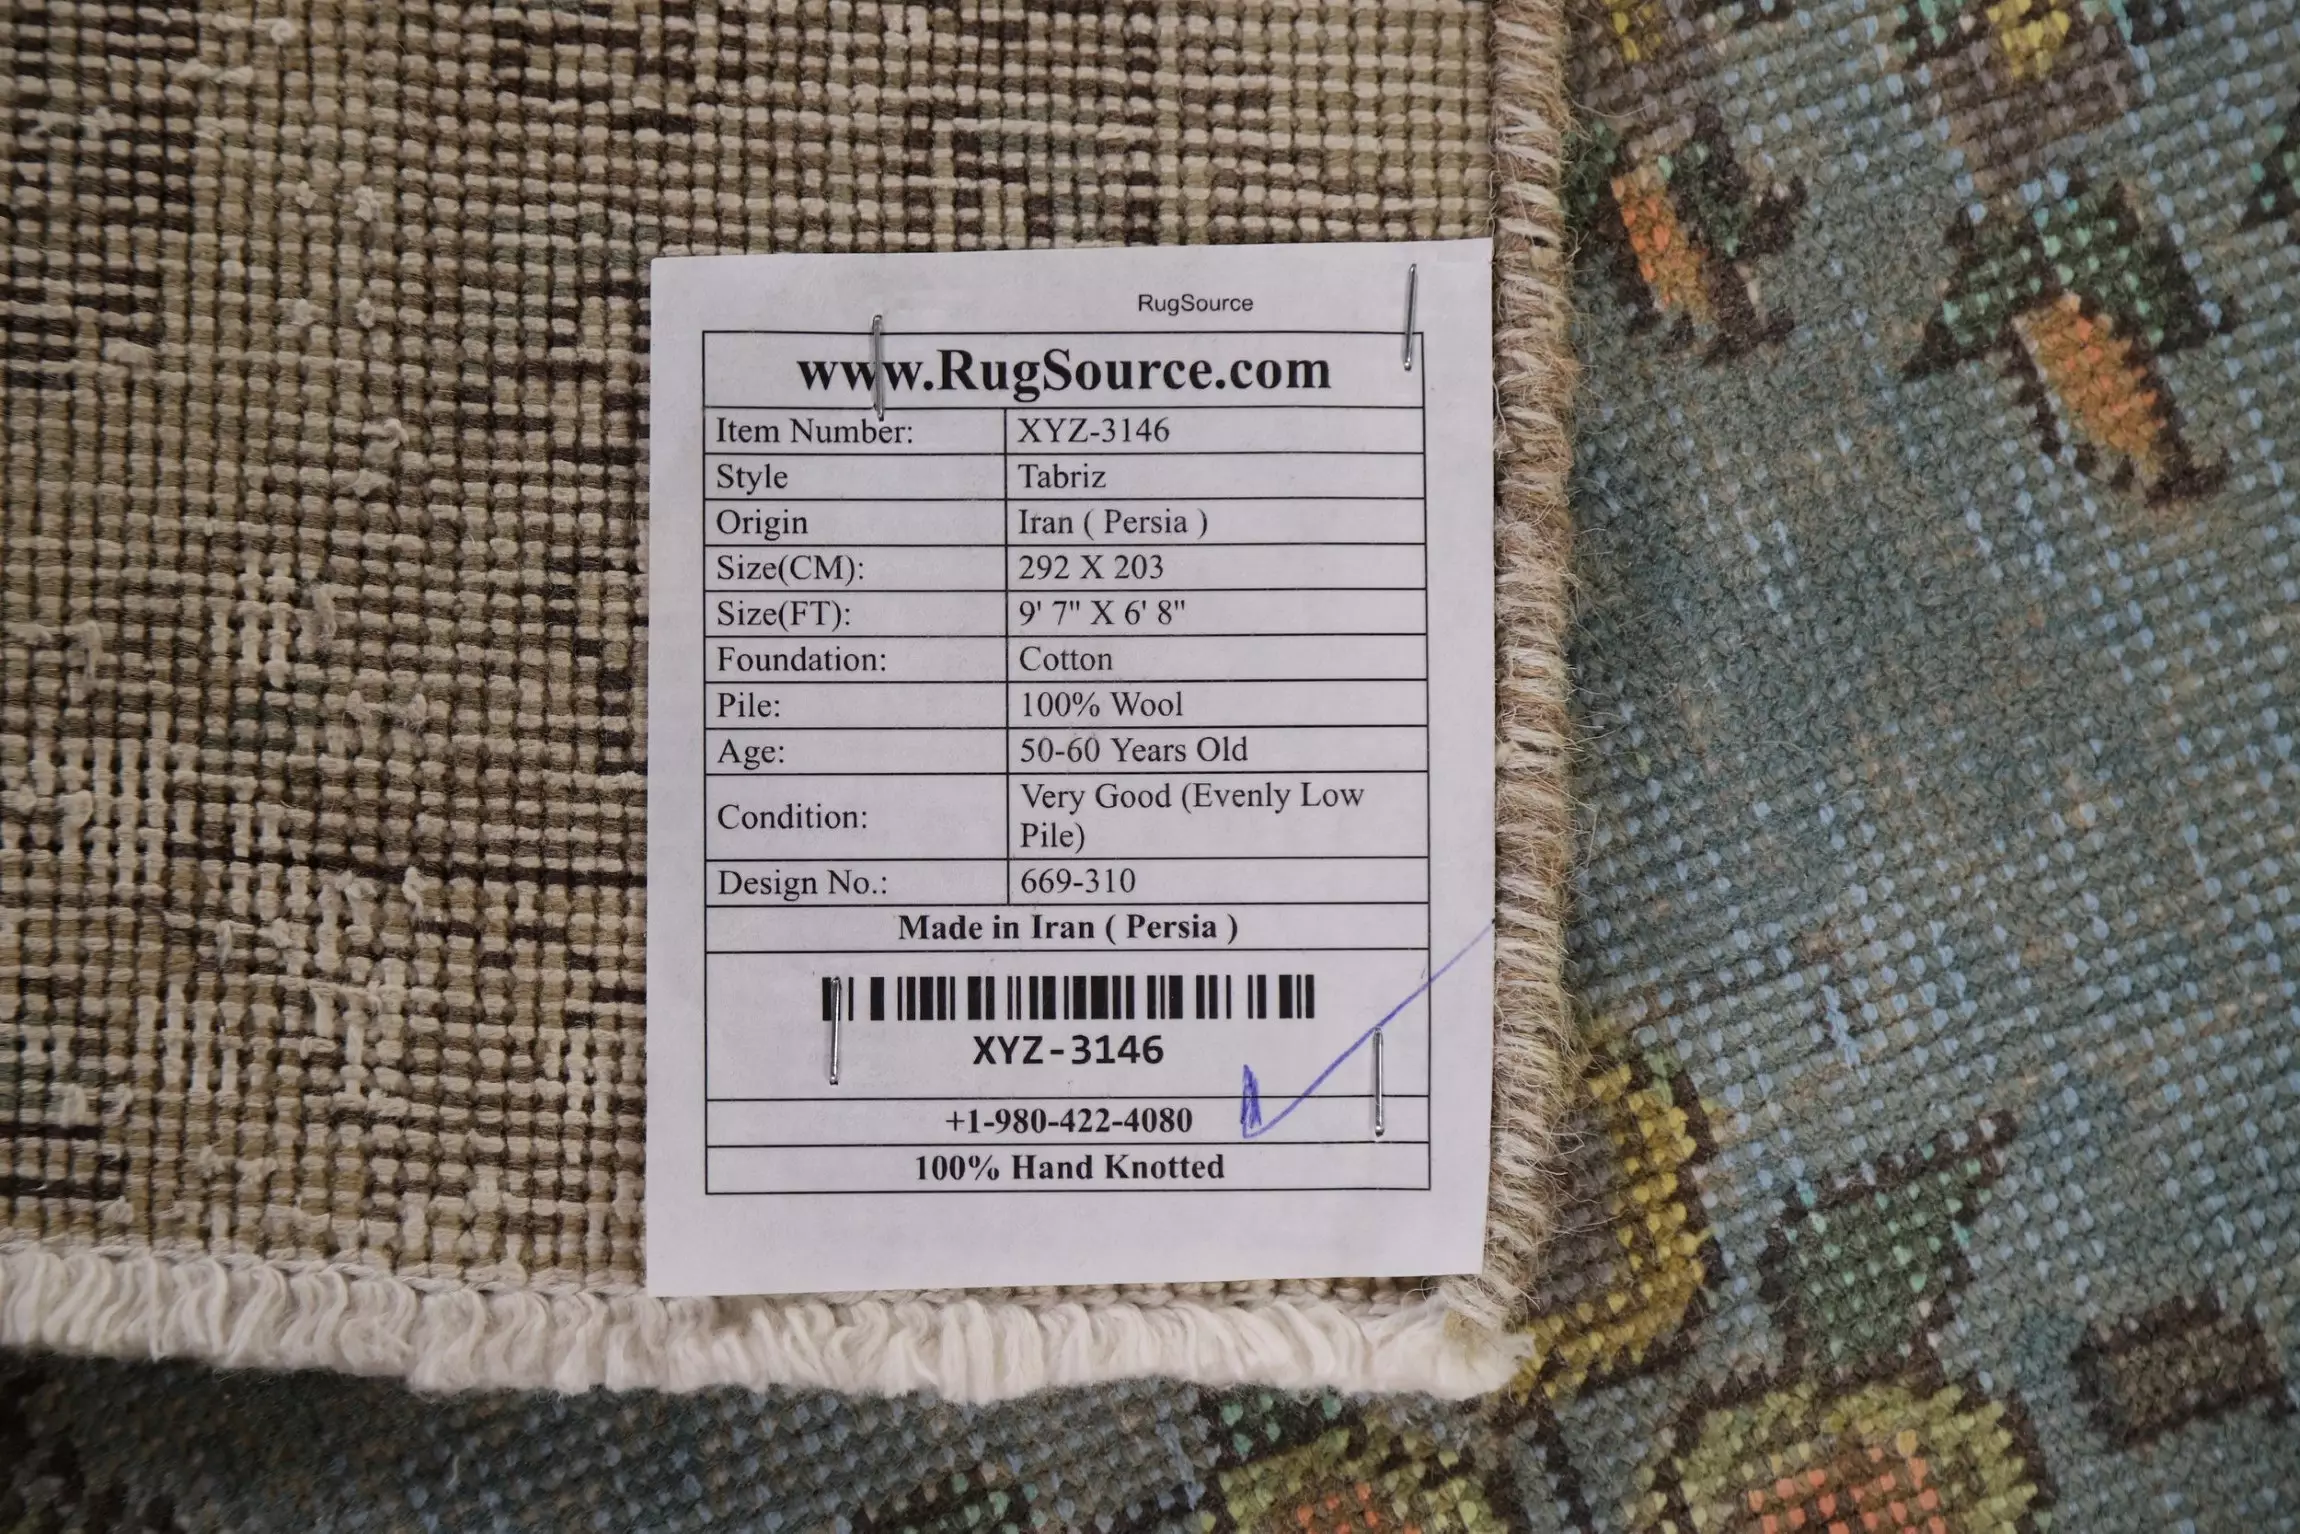 RugSource
www.RugSource.com
Item Number: XYZ-3146
Style Tabriz
Origin Iran ( Persia )
Size(CM): 292 X 203
Size(FT): 9' 7" X 6' 8"
Foundation: Cotton
Pile: 100% Wool
Age: 50-60 Years Old
Condition: Very Good (Evenly Low
Pile)
Design No.: 669-310
Made in Iran ( Persia )
XYZ-3146
+1-980-422-4080
100% Hand Knotted